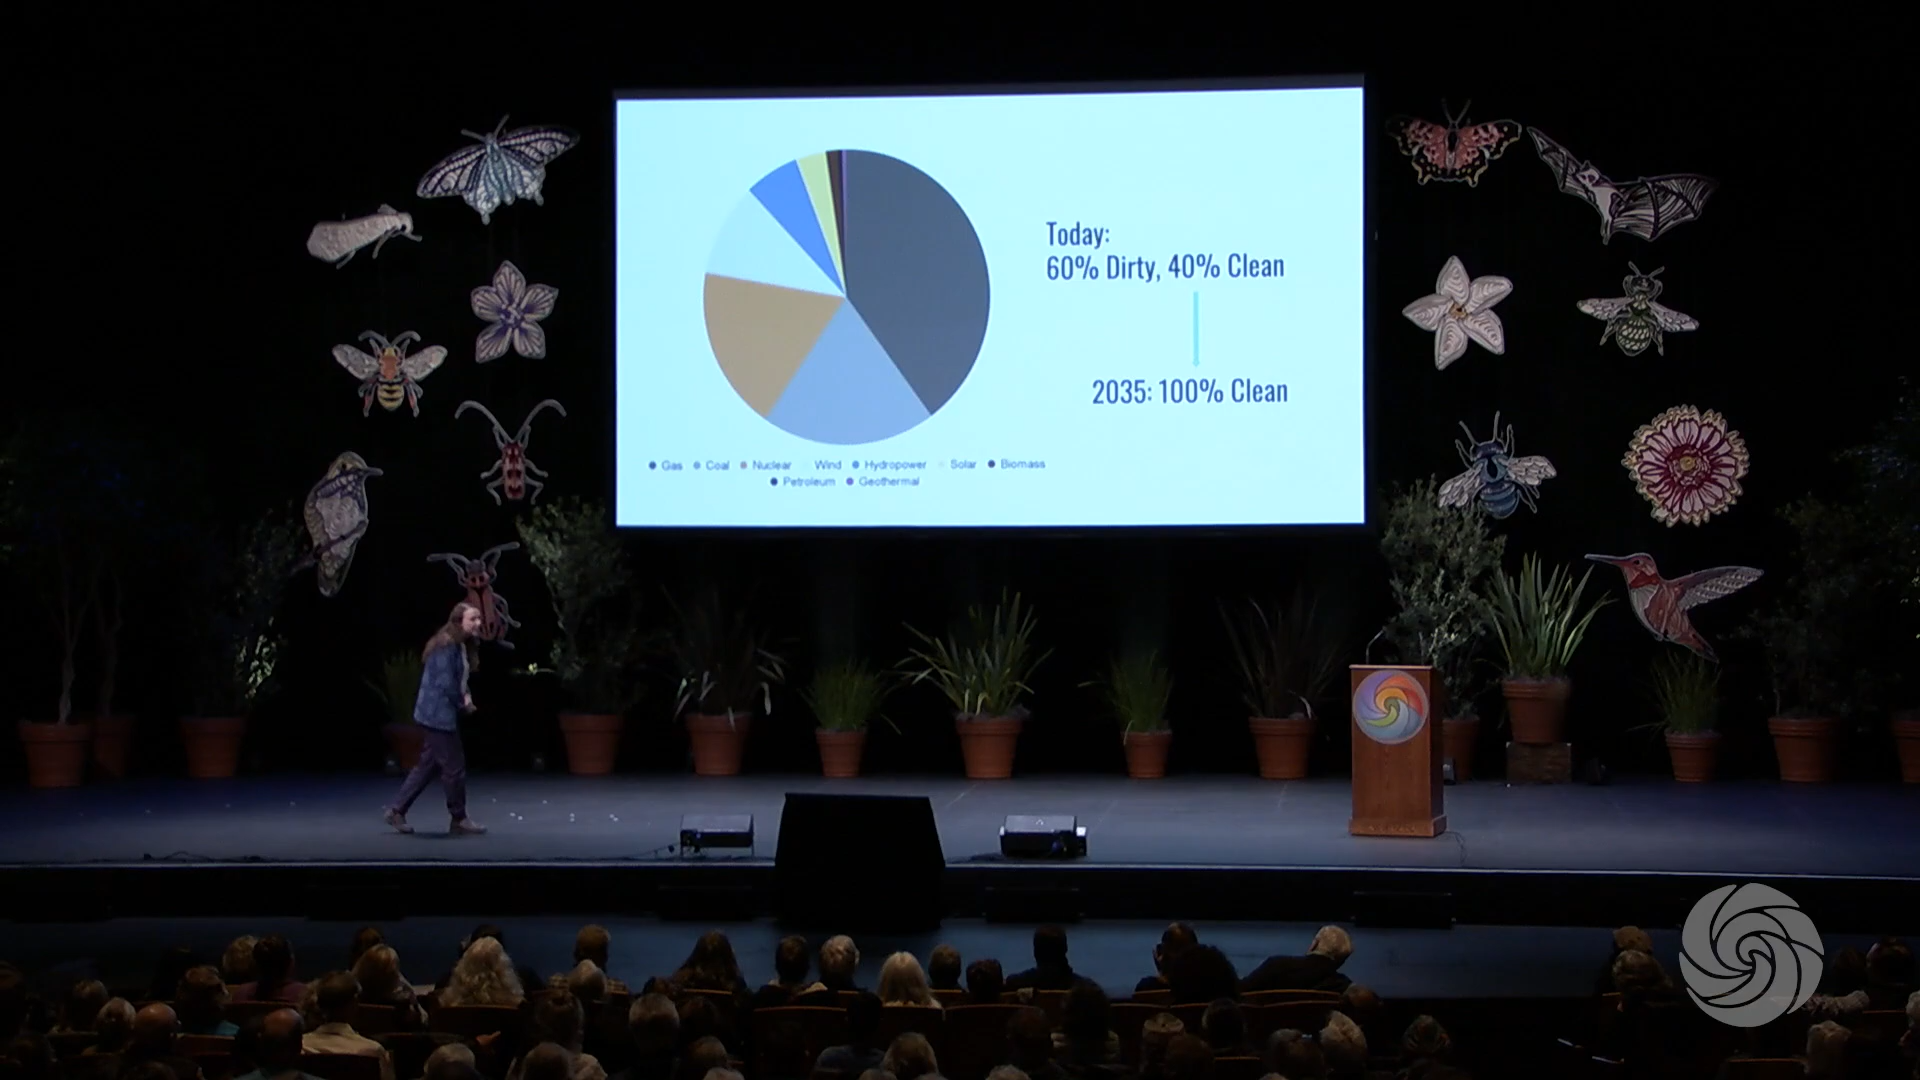 Today:
60% Dirty, 40% Clean
2035: 100% Clean
Gas Coal Nuclear Wind Hydropower Solar Biomass
Petroleum Geothermal